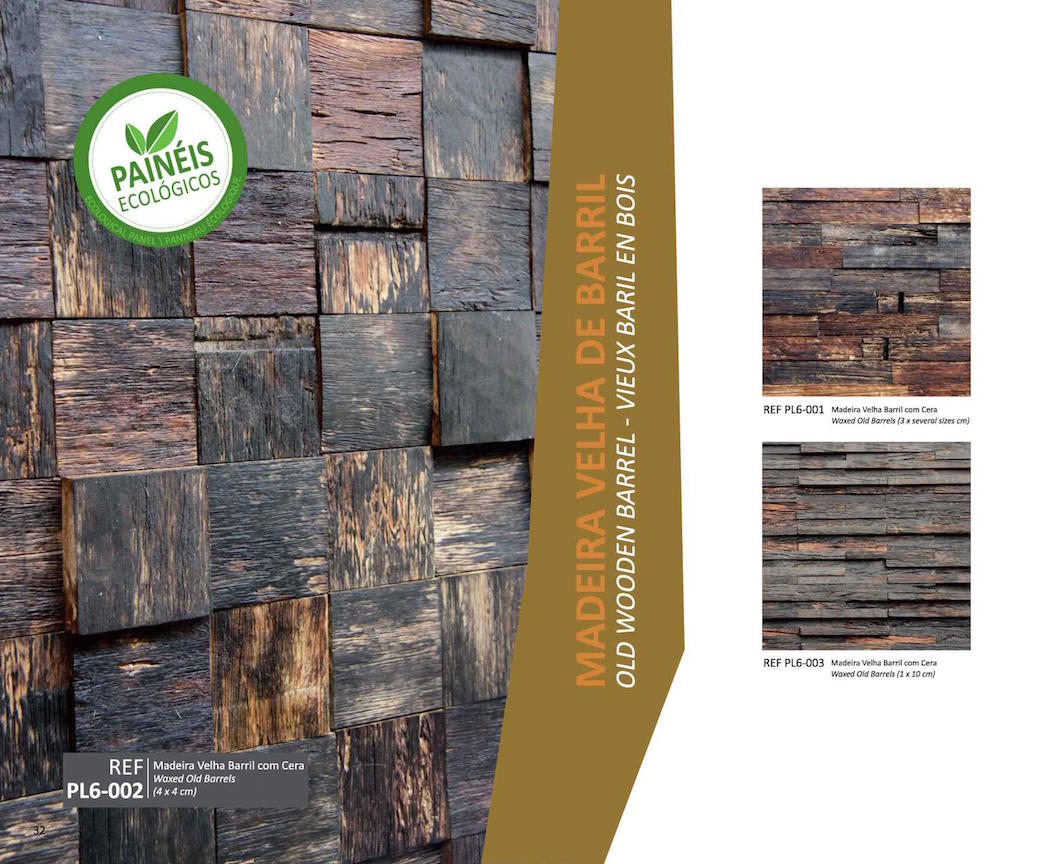 PAINÉIS
ECOLÓGICOS
ECOLOGICAL PANEL \ PANNEAU ÉCOLOGIQUE
MADEIRA VELHA DE BARRIL
OLD WOODEN BARREL - VIEUX BARIL EN BOIS
REF PL6-001 Madeira Velha Barril com Cera
Waxed Old Barrels (3 x several sizes cm)
REF PL6-003 Madeira Velha Barril com Cera
Waxed Old Barrels (1 x 10 cm)
REF
PL6-002
Madeira Velha Barril com Cera
Waxed Old Barrels
(4 x 4 cm)
32